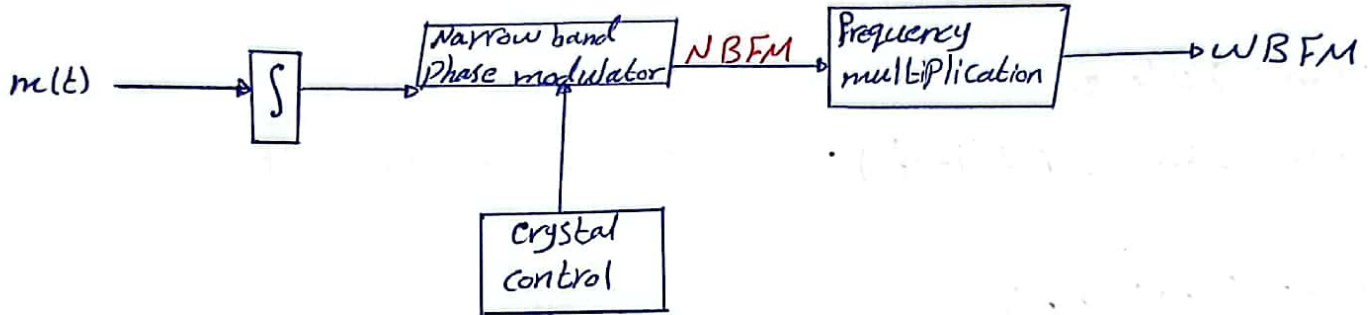 m(t)
∫
Narrow band
Phase modulator
NBFM
Frequency
multiplication
WBFM
Crystal
control